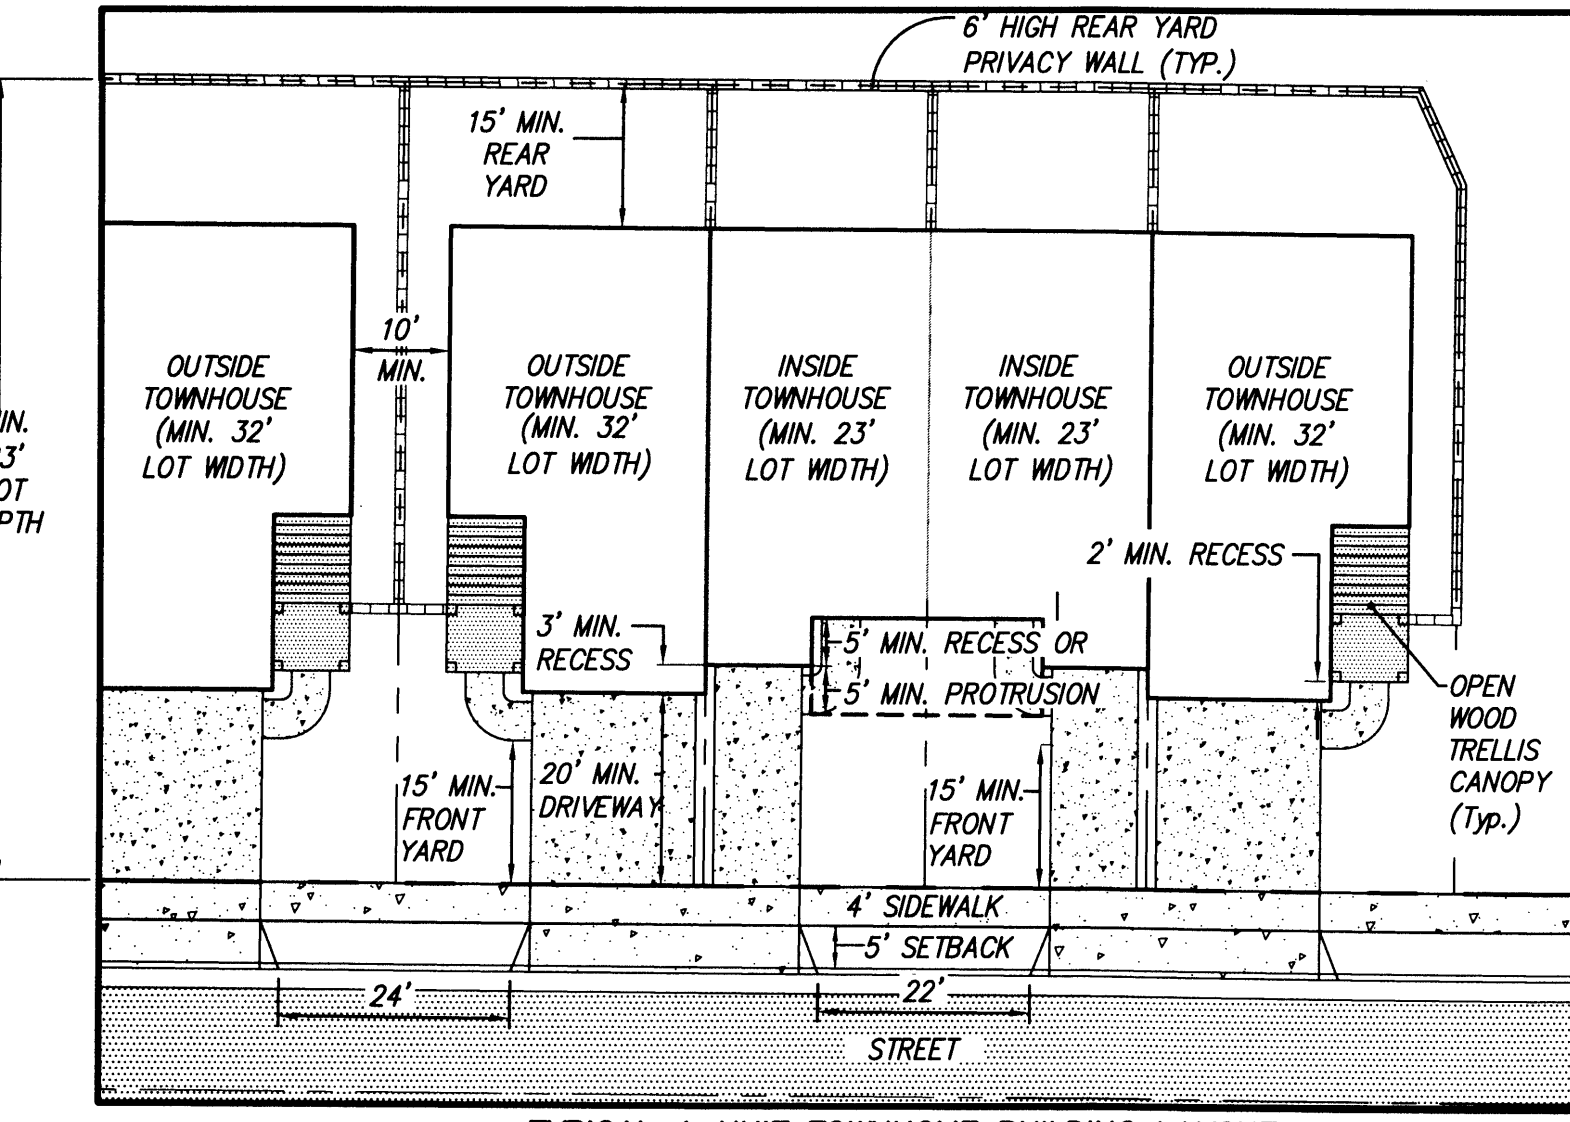 6' HIGH REAR YARD
PRIVACY WALL (TYP.)
15' MIN.
REAR
YARD
10'
MIN.
OUTSIDE
TOWNHOUSE
(MIN. 32'
LOT WIDTH)
OUTSIDE
TOWNHOUSE
(MIN. 32'
LOT WIDTH)
INSIDE
TOWNHOUSE
(MIN. 23'
LOT WIDTH)
INSIDE
TOWNHOUSE
(MIN. 23'
LOT WIDTH)
OUTSIDE
TOWNHOUSE
(MIN. 32'
LOT WIDTH)
2' MIN. RECESS
3' MIN.
RECESS
5' MIN. RECESS OR
5' MIN. PROTRUSION
OPEN
WOOD
TRELLIS
CANOPY
(Typ.)
15' MIN.
FRONT
YARD
20' MIN.
DRIVEWAY
15' MIN.
FRONT
YARD
4' SIDEWALK
5' SETBACK
24'
22'
STREET